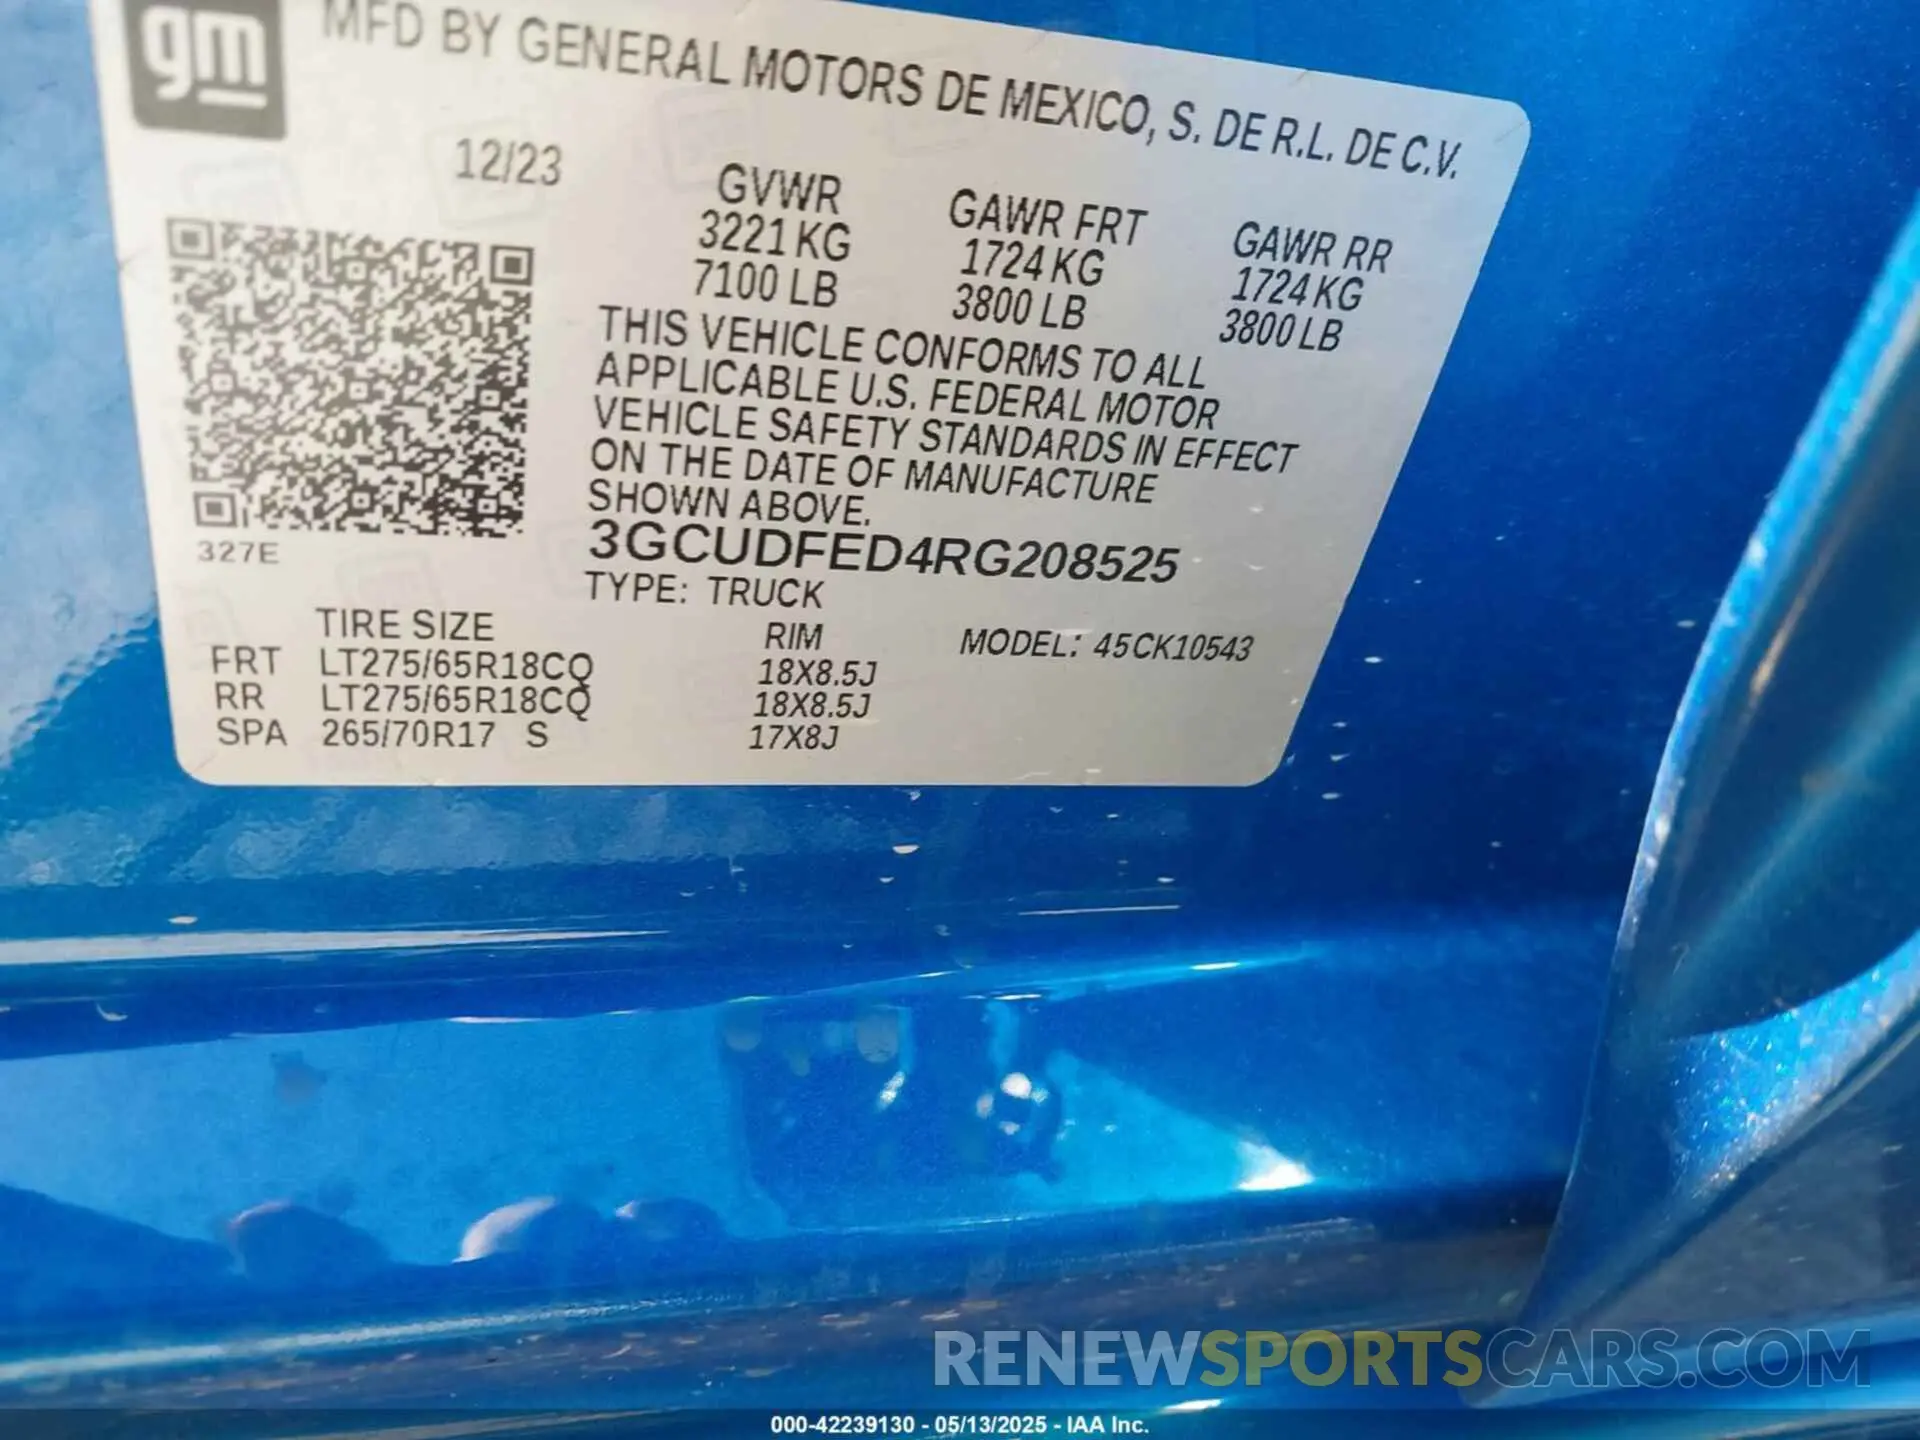 gm
MFD BY GENERAL MOTORS DE MEXICO, S. DE R.L. DE C.V.
12/23
GVWR GAWR FRT GAWR RR
3221 KG 1724 KG 1724 KG
7100 LB 3800 LB 3800 LB
THIS VEHICLE CONFORMS TO ALL
APPLICABLE U.S. FEDERAL MOTOR
VEHICLE SAFETY STANDARDS IN EFFECT
ON THE DATE OF MANUFACTURE
SHOWN ABOVE.
327E
3GCUDFED4RG208525
TYPE: TRUCK
TIRE SIZE RIM MODEL: 45CK10543
FRT LT275/65R18CQ 18X8.5J
RR LT275/65R18CQ 18X8.5J
SPA 265/70R17 S 17X8J
RENEWSPORTSCARS.COM
000-42239130 - 05/13/2025 - IAA Inc.